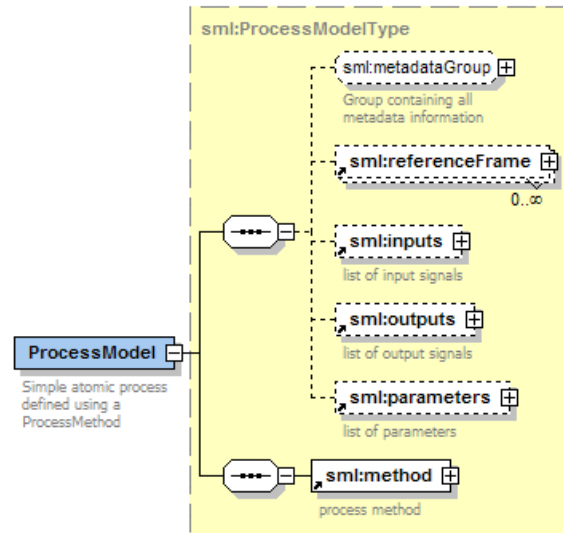 sml:ProcessModelType
sml:metadataGroup
Group containing all
metadata information
sml:referenceFrame
0..∞
sml:inputs
list of input signals
sml:outputs
list of output signals
ProcessModel
Simple atomic process
defined using a
ProcessMethod
sml:parameters
list of parameters
sml:method
process method